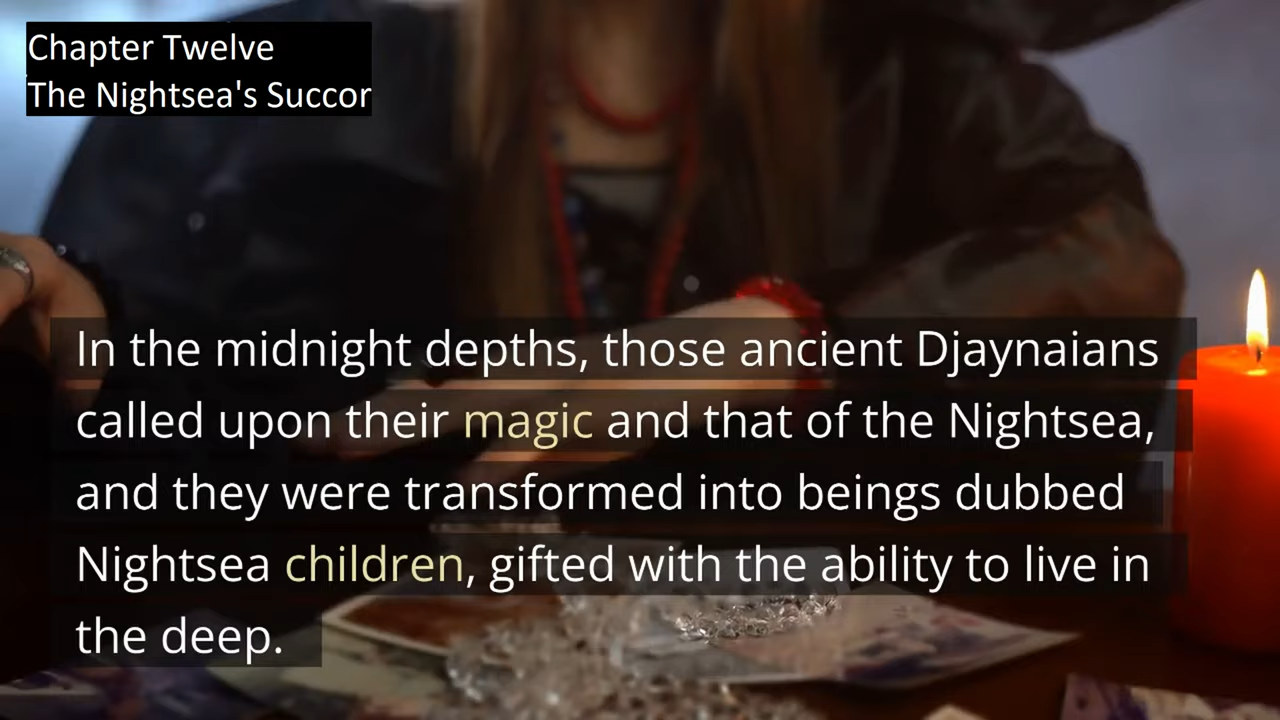 Chapter Twelve
The Nightsea's Succor
In the midnight depths, those ancient Djaynaians
called upon their magic and that of the Nightsea,
and they were transformed into beings dubbed
Nightsea children, gifted with the ability to live in
the deep.